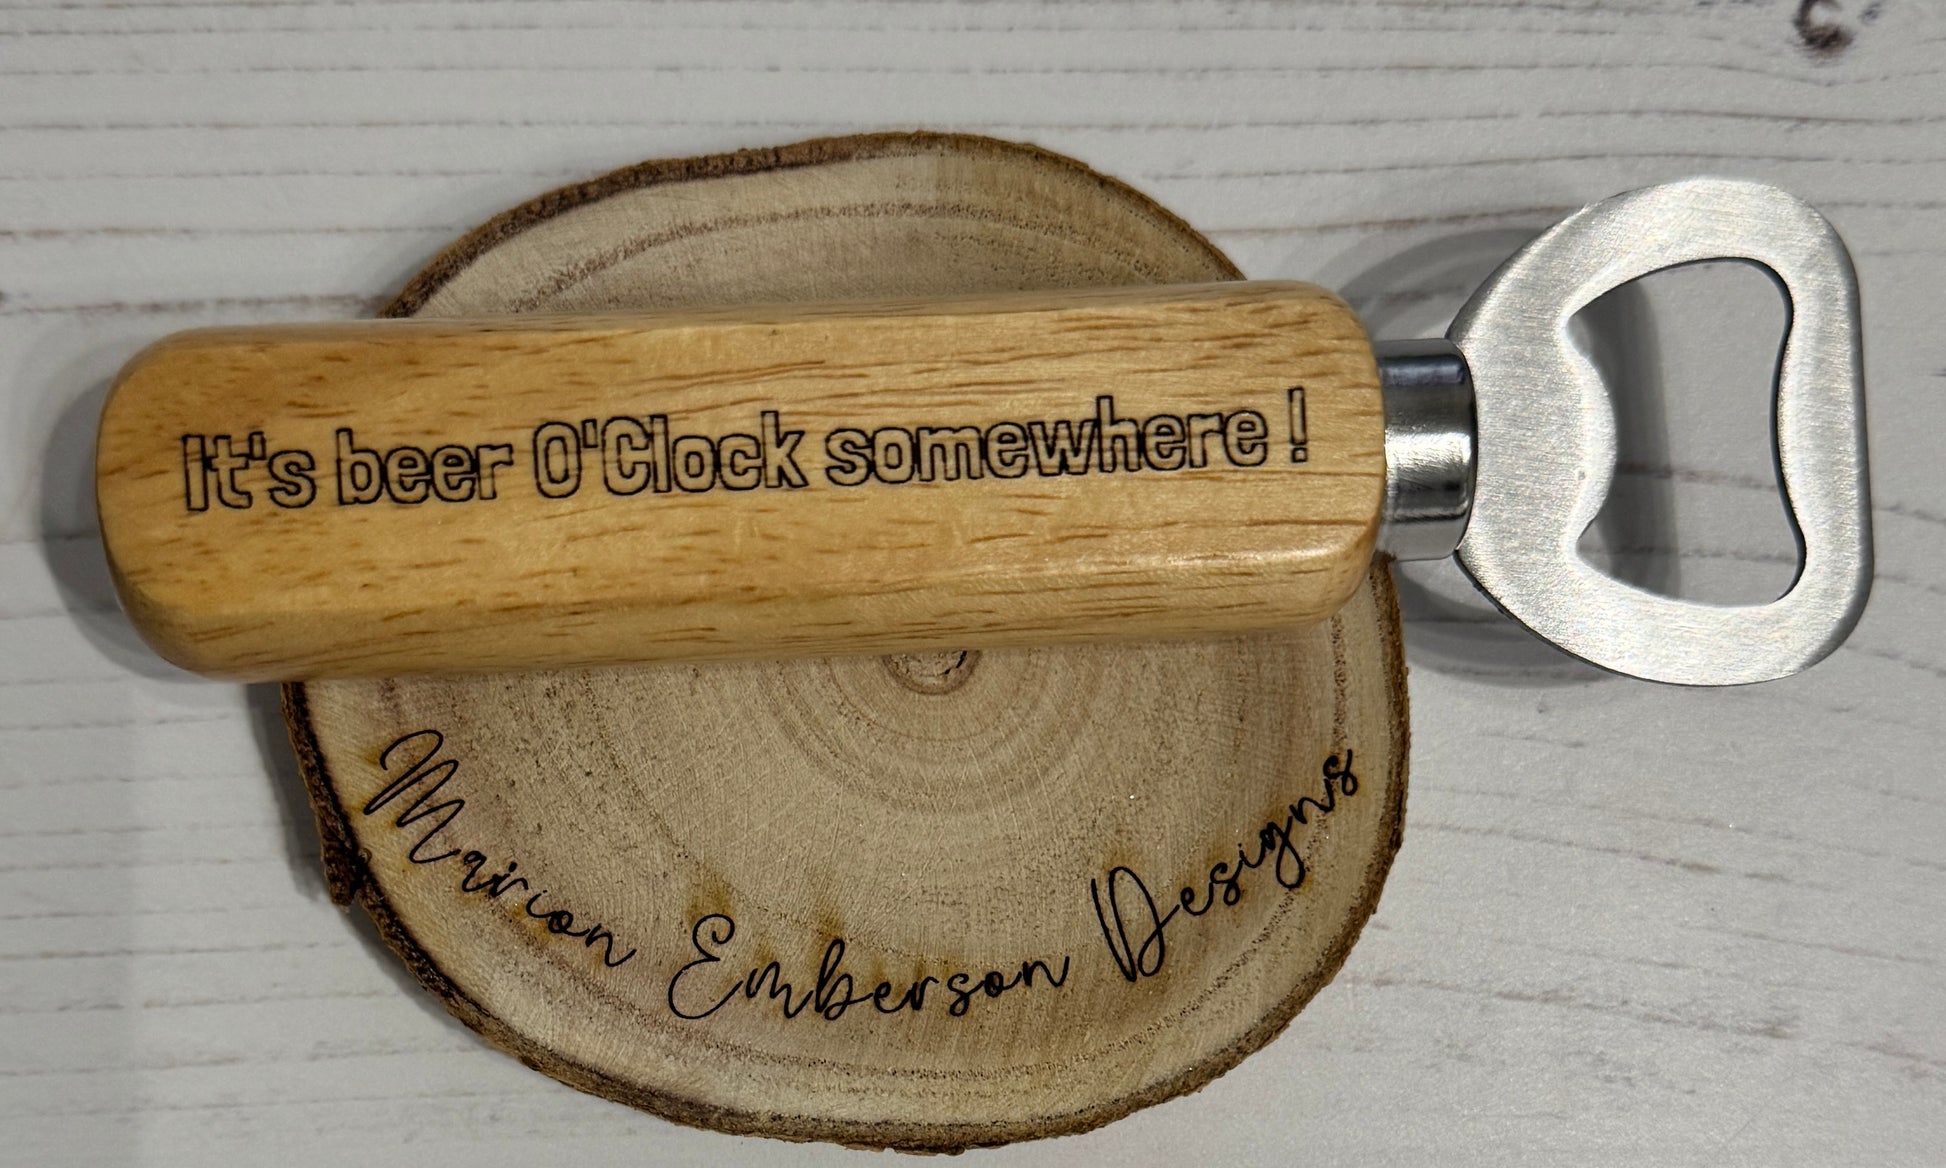 It's beer O'Clock somewhere !
Marion Emberson Designs